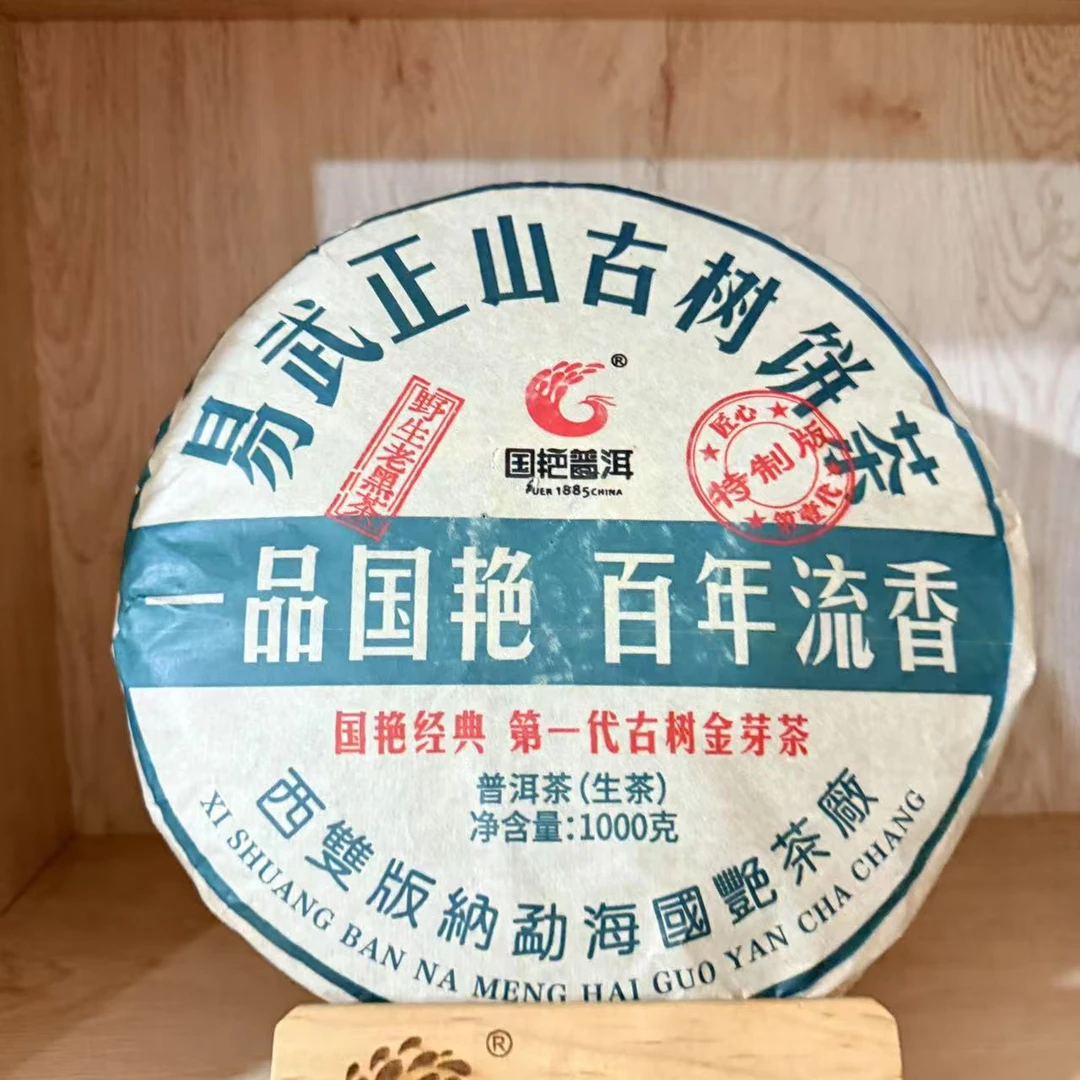 易武正山古树饼茶
®
野生老黑茶
国艳普洱
PUER 1885CHINA
匠心
特制版
第壹代
一品国艳 百年流香
国艳经典 第一代古树金芽茶
普洱茶(生茶)
净含量:1000克
西雙版納勐海國艷茶廠
XI SHUANG BAN NA MENG HAI GUO YAN CHA CHANG
®